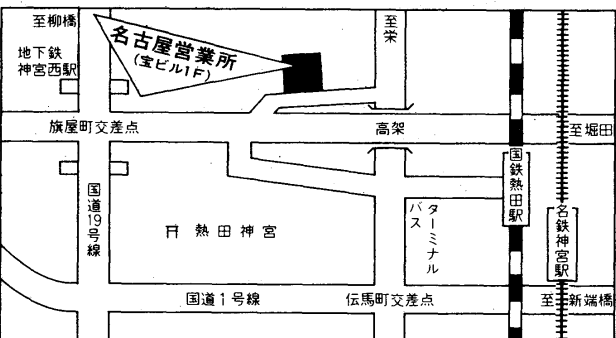 至柳橋
地下鉄
神宮西駅
名古屋営業所
(宝ビル1F)
至栄
旗屋町交差点
高架
至堀田
国鉄熱田駅
国道19号線
熱田神宮
バス
ターミナル
名鉄神宮駅
国道1号線
伝馬町交差点
至新端橋